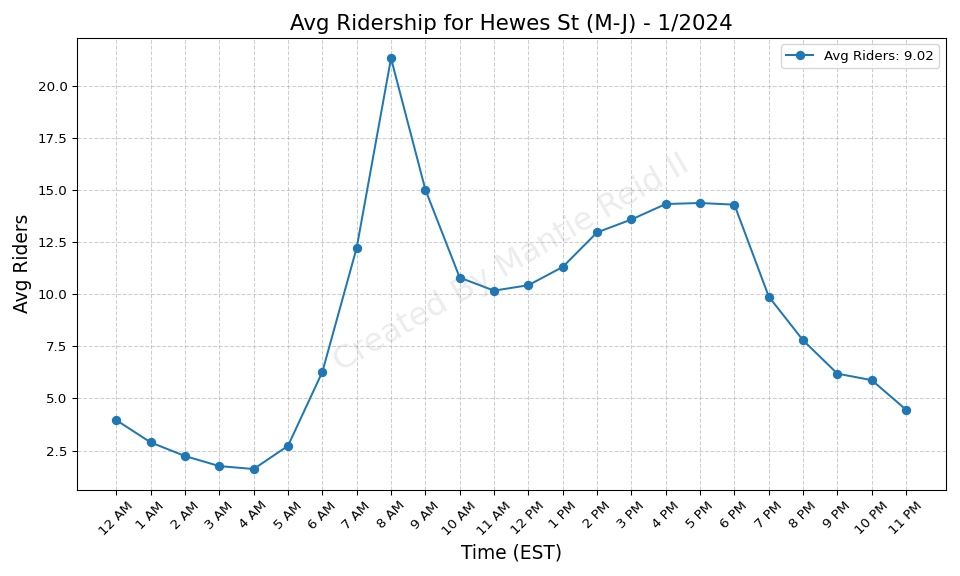 Avg Ridership for Hewes St (M-J) - 1/2024
Avg Riders: 9.02
20.0
17.5
15.0
12.5
10.0
7.5
5.0
2.5
Avg Riders
Created By Mantie Reid II
12 AM
1 AM
2 AM
3 AM
4 AM
5 AM
6 AM
7 AM
8 AM
9 AM
10 AM
11 AM
12 PM
1 PM
2 PM
3 PM
4 PM
5 PM
6 PM
7 PM
8 PM
9 PM
10 PM
11 PM
Time (EST)